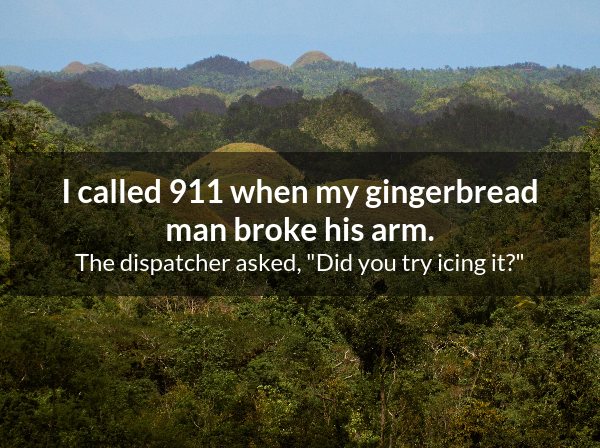 I called 911 when my gingerbread
man broke his arm.
The dispatcher asked, "Did you try icing it?"